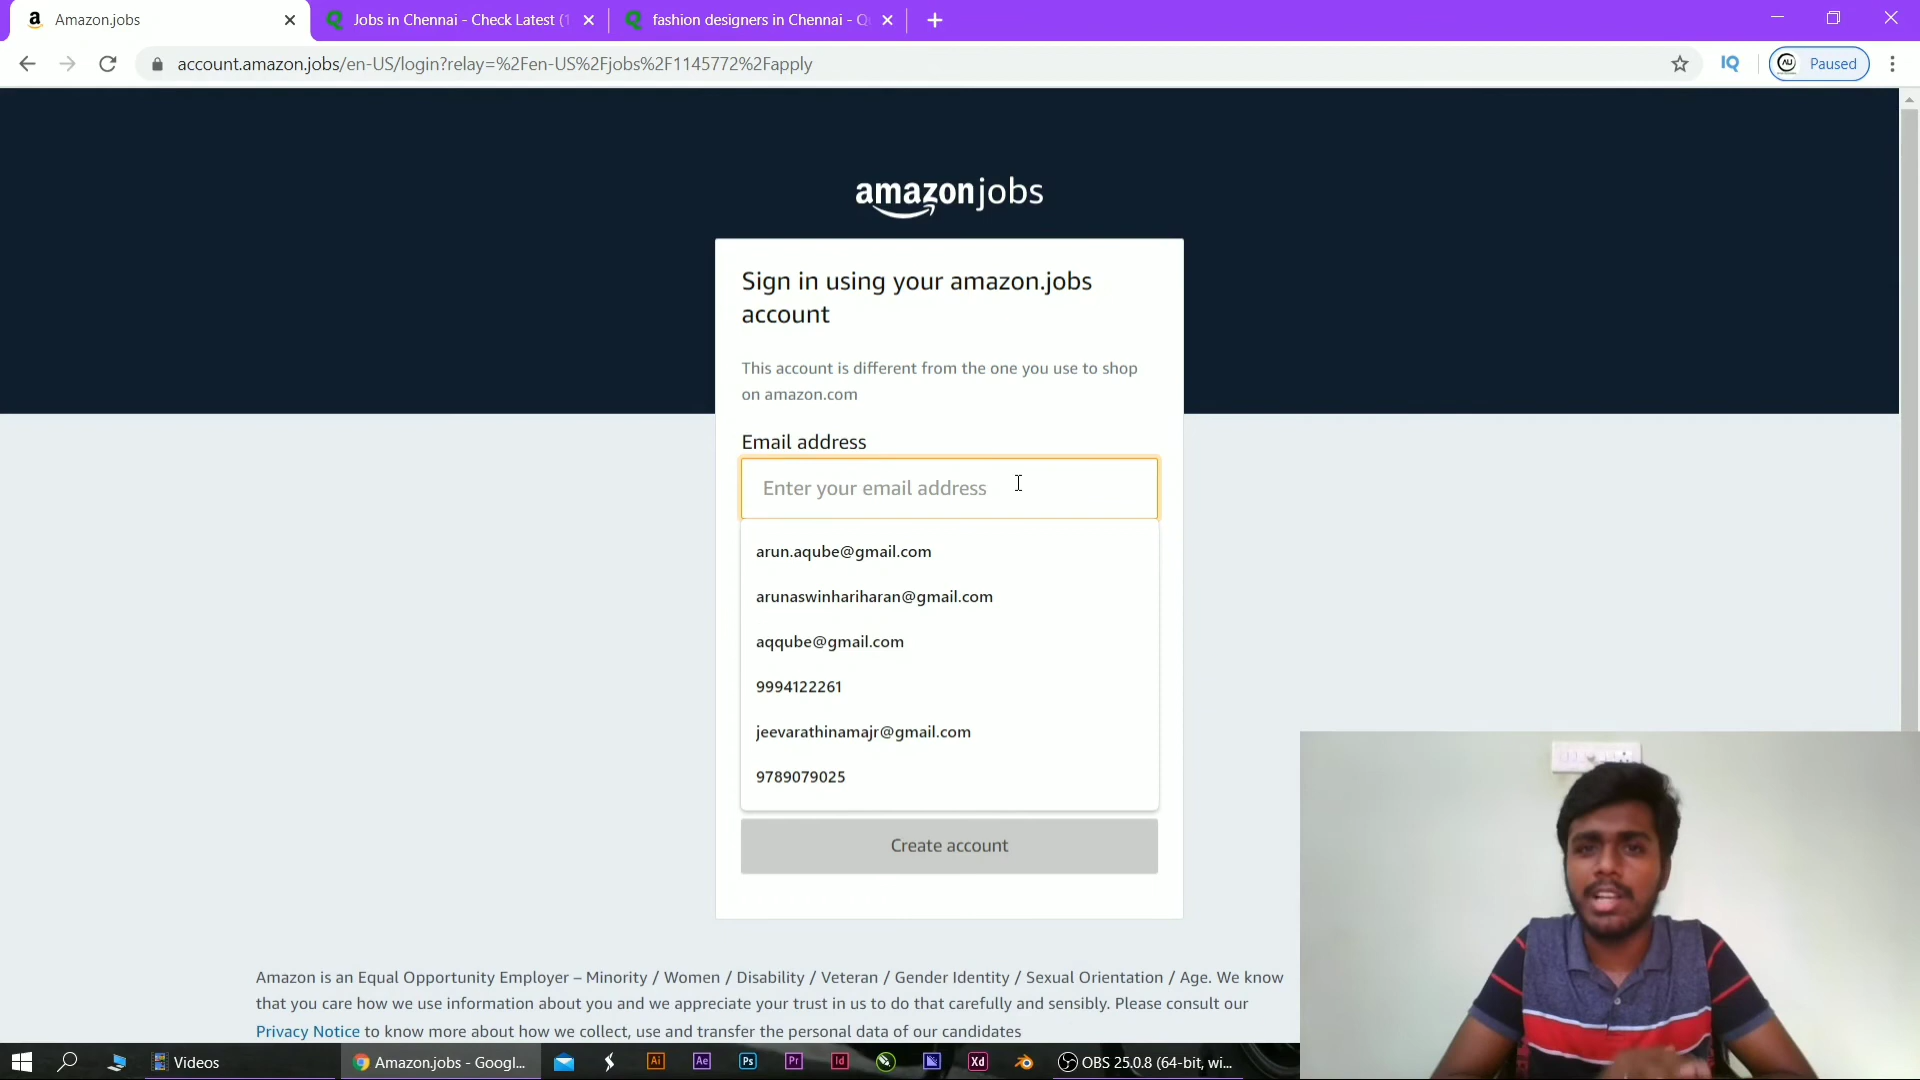 Amazon.jobs
Jobs in Chennai - Check Latest (1
fashion designers in Chennai - Q
account.amazon.jobs/en-US/login?relay=%2Fen-US%2Fjobs%2F1145772%2Fapply
IQ
Paused
amazonjobs
Sign in using your amazon.jobs
account
This account is different from the one you use to shop
on amazon.com
Email address
Enter your email address
arun.aqube@gmail.com
arunaswinhariharan@gmail.com
aqqube@gmail.com
9994122261
jeevarathinamajr@gmail.com
9789079025
Create account
Amazon is an Equal Opportunity Employer – Minority / Women / Disability / Veteran / Gender Identity / Sexual Orientation / Age. We know
that you care how we use information about you and we appreciate your trust in us to do that carefully and sensibly. Please consult our
Privacy Notice to know more about how we collect, use and transfer the personal data of our candidates
Videos
Amazon.jobs - Googl...
Ai
Ae
Ps
Pr
Id
Xd
OBS 25.0.8 (64-bit, wi...